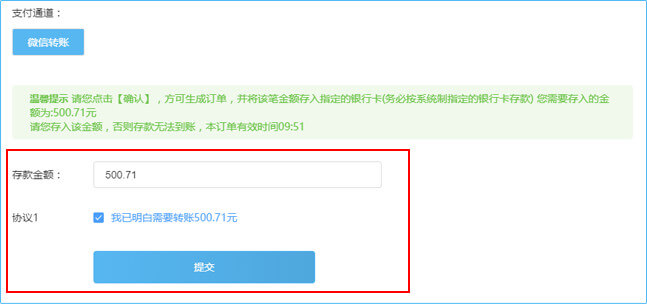 支付通道：
微信转账
温馨提示 请您点击【确认】，方可生成订单，并将该笔金额存入指定的银行卡(务必按系统制指定的银行卡存款) 您需要存入的金
额为:500.71元
请您存入该金额，否则存款无法到账，本订单有效时间09:51
存款金额：
500.71
协议1
我已明白需要转账500.71元
提交